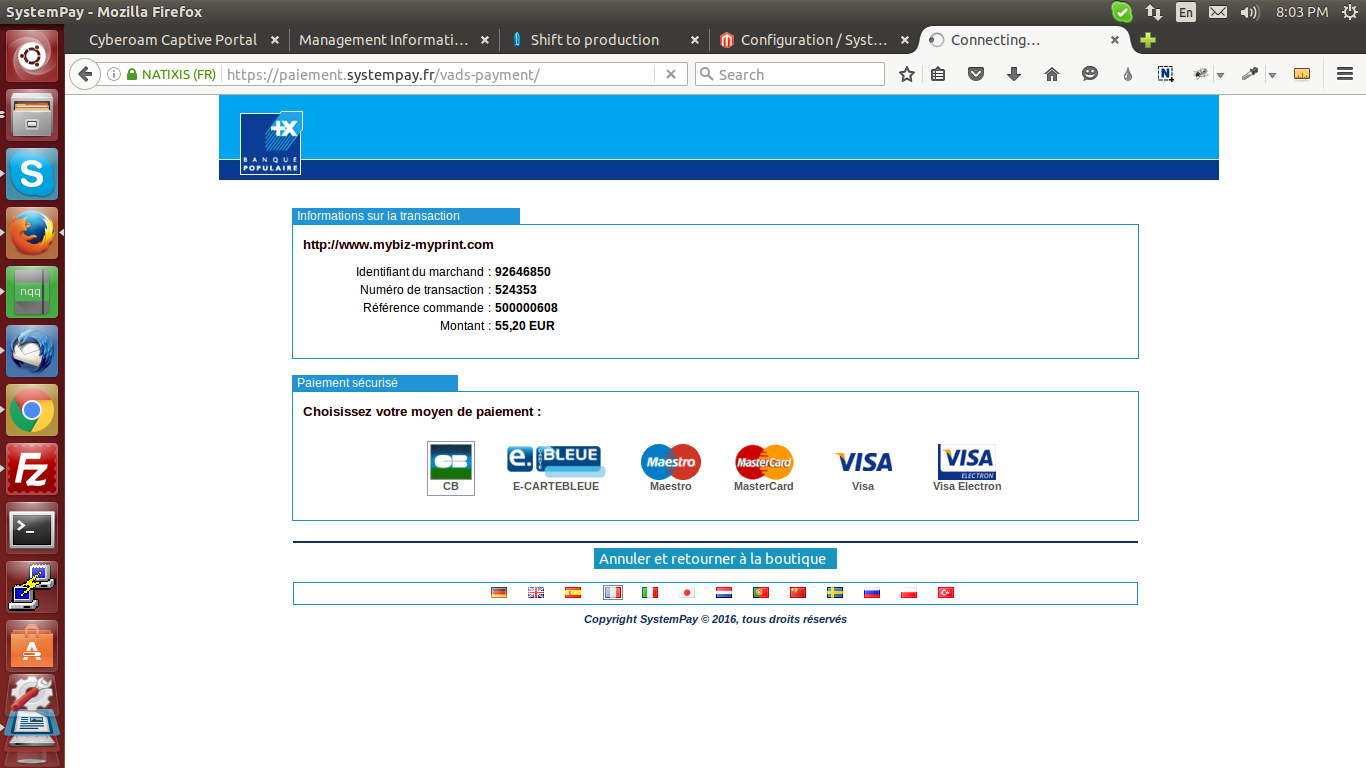 SystemPay - Mozilla Firefox
En
8:03 PM
Cyberoam Captive Portal
Management Informati...
Shift to production
Configuration / Syst...
Connecting...
NATIXIS (FR)
https://paiement.systempay.fr/vads-payment/
Search
BANQUE
POPULAIRE
Informations sur la transaction
http://www.mybiz-myprint.com
Identifiant du marchand : 92646850
Numéro de transaction : 524353
Référence commande : 500000608
Montant : 55,20 EUR
Paiement sécurisé
Choisissez votre moyen de paiement :
e. CARTE BLEUE
Maestro
MasterCard
VISA
VISA
ELECTRON
CB
E-CARTEBLEUE
Maestro
MasterCard
Visa
Visa Electron
Annuler et retourner à la boutique
Copyright SystemPay © 2016, tous droits réservés
nqq
Fz